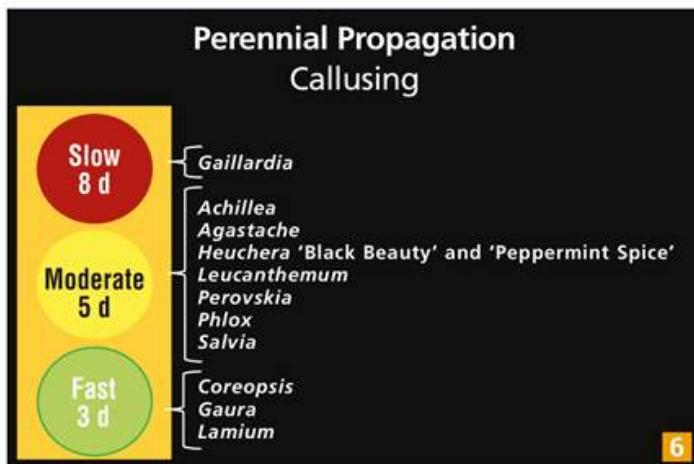 Perennial Propagation
Callusing
Slow
8 d
Gaillardia
Achillea
Agastache
Heuchera 'Black Beauty' and 'Peppermint Spice'
Leucanthemum
Perovskia
Phlox
Salvia
Moderate
5 d
Coreopsis
Gaura
Lamium
Fast
3 d
6